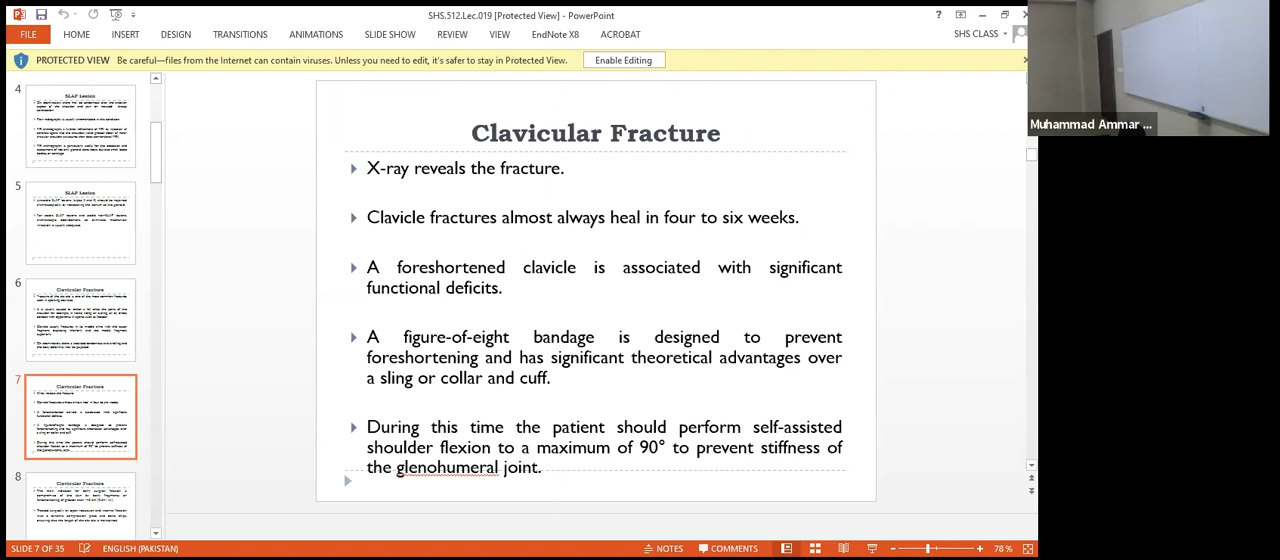 SHS.512.Lec.019 [Protected View] - PowerPoint
FILE HOME INSERT DESIGN TRANSITIONS ANIMATIONS SLIDE SHOW REVIEW VIEW EndNote X8 ACROBAT SHS CLASS
PROTECTED VIEW Be careful—files from the Internet can contain viruses. Unless you need to edit, it's safer to stay in Protected View. Enable Editing
Muhammad Ammar ...
4
SLAP Lesion
5
SLAP Lesion
6
Clavicular Fracture
7
Clavicular Fracture
8
Clavicular Fracture
X-ray reveals the fracture.
Clavicle fractures almost always heal in four to six weeks.
A foreshortened clavicle is associated with significant
functional deficits.
A figure-of-eight bandage is designed to prevent
foreshortening and has significant theoretical advantages over
a sling or collar and cuff.
During this time the patient should perform self-assisted
shoulder flexion to a maximum of 90° to prevent stiffness of
the glenohumeral joint.
SLIDE 7 OF 35 ENGLISH (PAKISTAN) NOTES COMMENTS 78 %